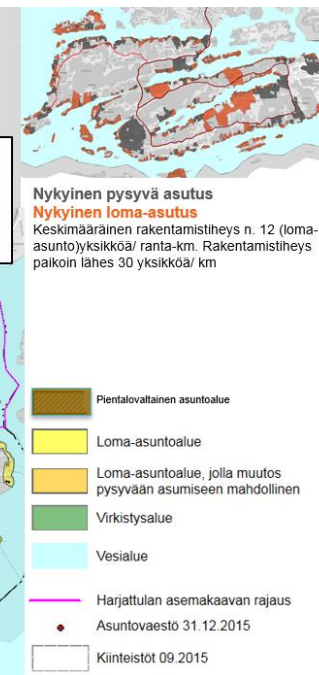 Nykyinen pysyvä asutus
Nykyinen loma-asutus
Keskimääräinen rakentamistiheys n. 12 (loma-
asunto)yksikköä/ ranta-km. Rakentamistiheys
paikoin lähes 30 yksikköä/ km
Pientalovaltainen asuntoalue
Loma-asuntoalue
Loma-asuntoalue, jolla muutos
pysyvään asumiseen mahdollinen
Virkistysalue
Vesialue
Harjattulan asemakaavan rajaus
Asuntovaestö 31.12.2015
Kiinteistöt 09.2015